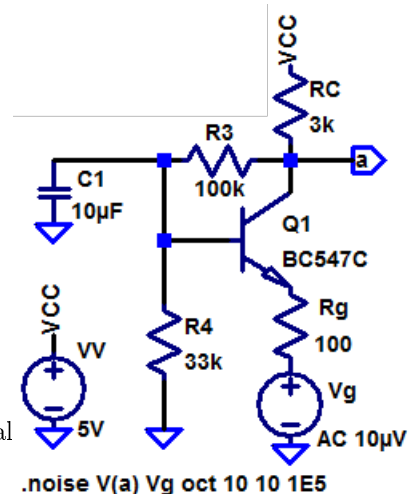 VCC
RC
3k
R3
100k
a
C1
10µF
Q1
BC547C
R4
33k
Rg
100
VCC
VV
5V
Vg
AC 10µV
al
.noise V(a) Vg oct 10 10 1E5